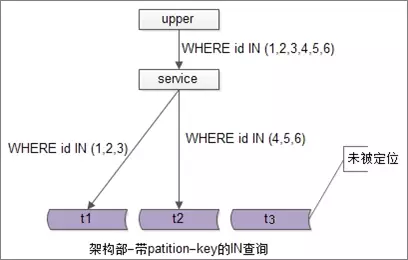 upper
WHERE id IN (1,2,3,4,5,6)
service
WHERE id IN (1,2,3)
WHERE id IN (4,5,6)
未被定位
t1
t2
t3
架构部-带patition-key的IN查询